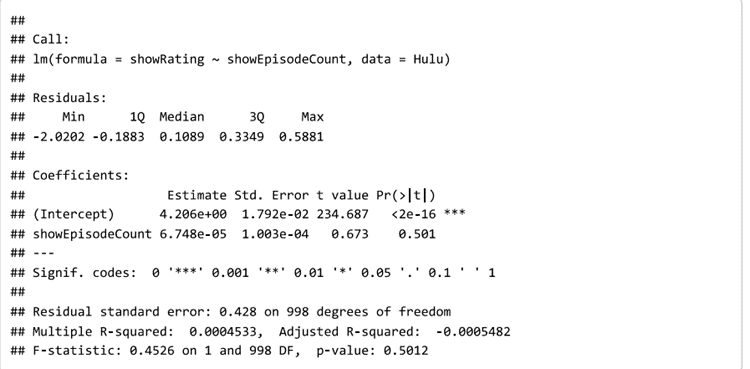 ##
## Call:
## lm(formula = showRating ~ showEpisodeCount, data = Hulu)
##
## Residuals:
##     Min      1Q  Median      3Q     Max
## -2.0202 -0.1883  0.1089  0.3349  0.5881
##
## Coefficients:
##                   Estimate Std. Error t value Pr(>|t|)
## (Intercept)      4.206e+00  1.792e-02 234.687   <2e-16 ***
## showEpisodeCount 6.748e-05  1.003e-04   0.673    0.501
## ---
## Signif. codes:  0 '***' 0.001 '**' 0.01 '*' 0.05 '.' 0.1 ' ' 1
##
## Residual standard error: 0.428 on 998 degrees of freedom
## Multiple R-squared:  0.0004533,  Adjusted R-squared:  -0.0005482
## F-statistic: 0.4526 on 1 and 998 DF,  p-value: 0.5012